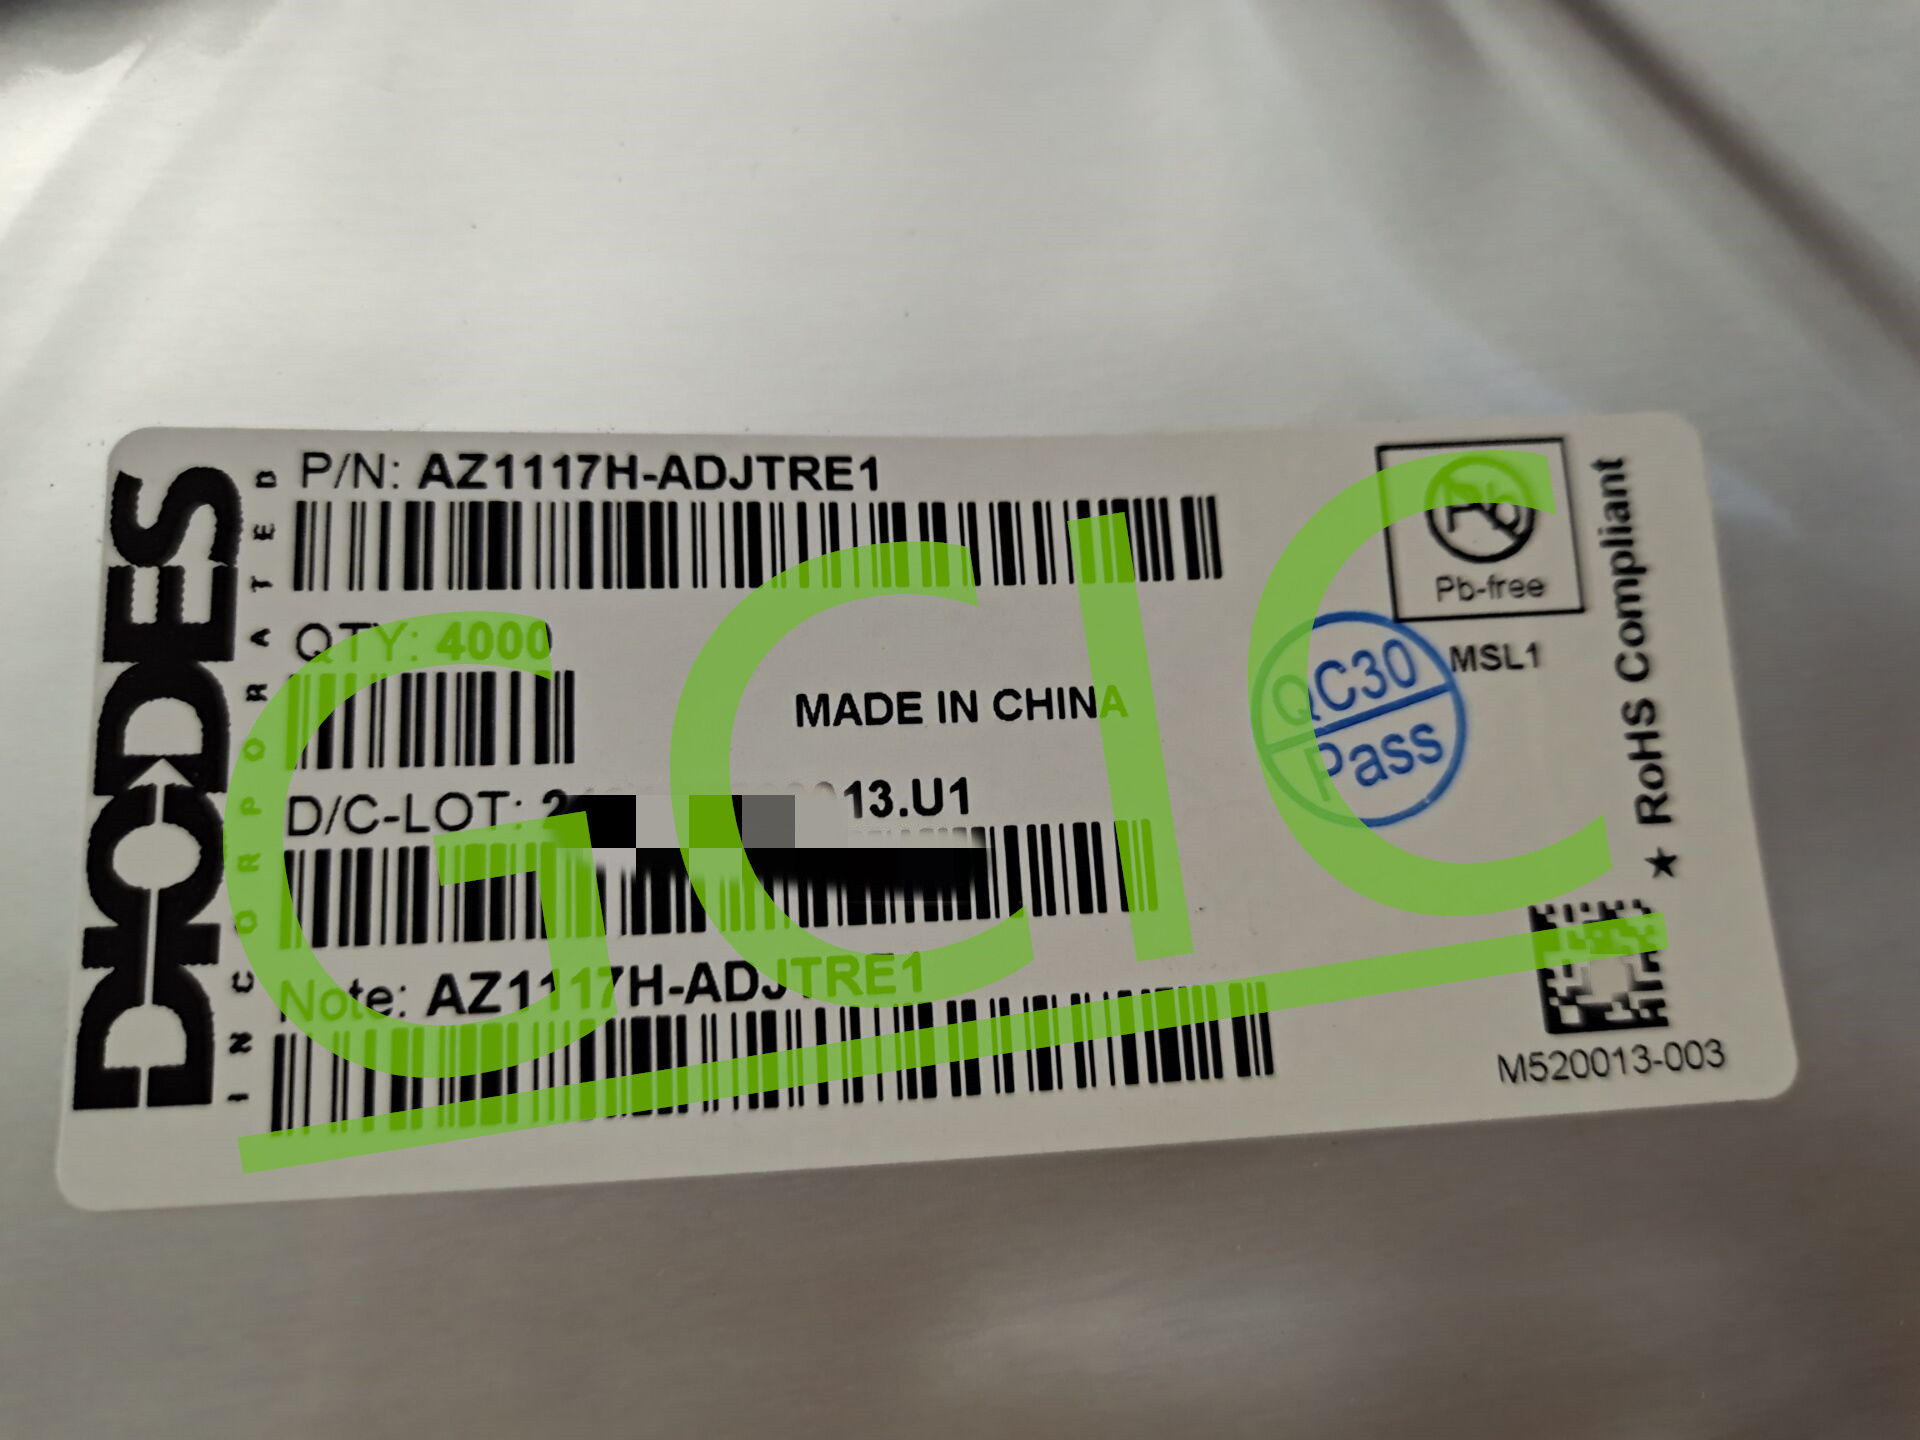 DIODES
INCORPORATED
P/N: AZ1117H-ADJTRE1
QTY: 4000
MADE IN CHINA
D/C-LOT: 2 13.U1
Note: AZ1117H-ADJTRE1
Pb
Pb-free
MSL1
QC30
Pass
★ RoHS Compliant
M520013-003
GCIC